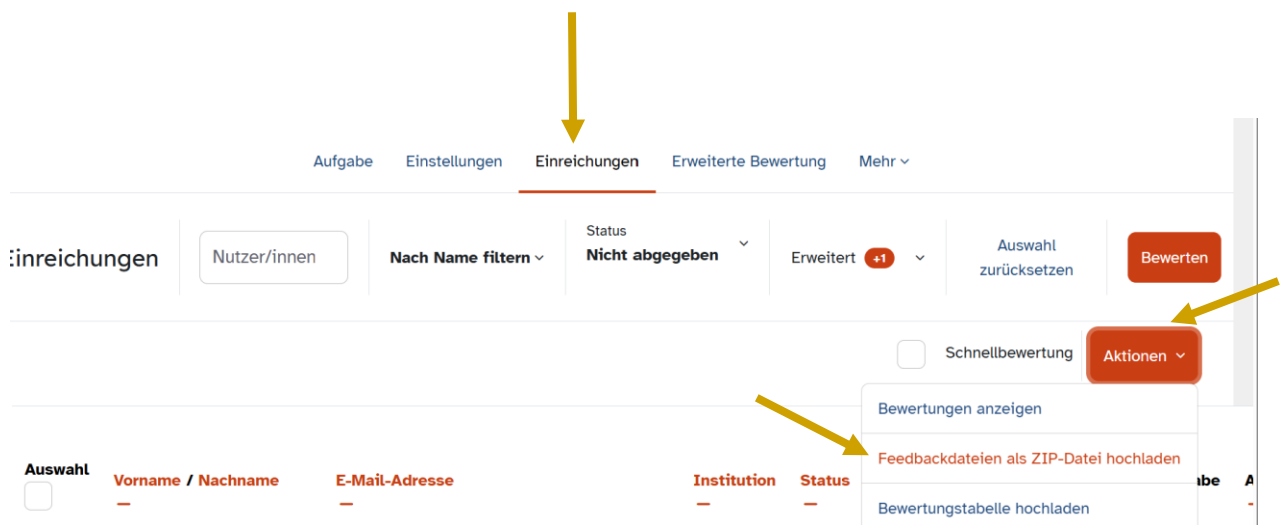 Aufgabe Einstellungen Einreichungen Erweiterte Bewertung Mehr
Einreichungen
Nutzer/innen
Nach Name filtern
Status
Nicht abgegeben
Erweitert +1
Auswahl
zurücksetzen
Bewerten
Schnellbewertung
Aktionen
Bewertungen anzeigen
Feedbackdateien als ZIP-Datei hochladen
Bewertungstabelle hochladen
Auswahl
Vorname / Nachname
E-Mail-Adresse
Institution
Status